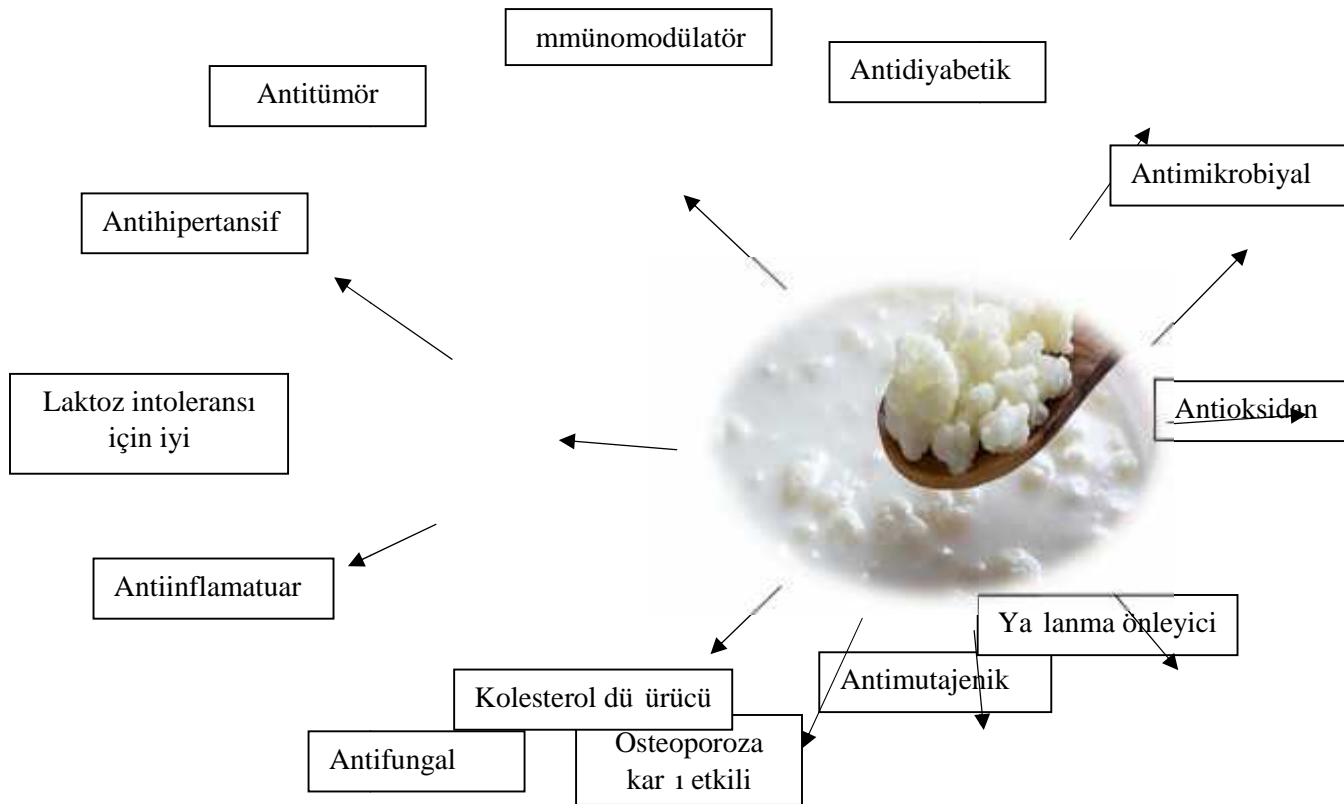 mmünomodülatör
Antidiyabetik
Antitümör
Antimikrobiyal
Antihipertansif
Laktoz intoleransı
için iyi
Antioksidan
Antiinflamatuar
Ya lanma önleyici
Antimutajenik
Kolesterol dü ürücü
Osteoporoza
kar ı etkili
Antifungal